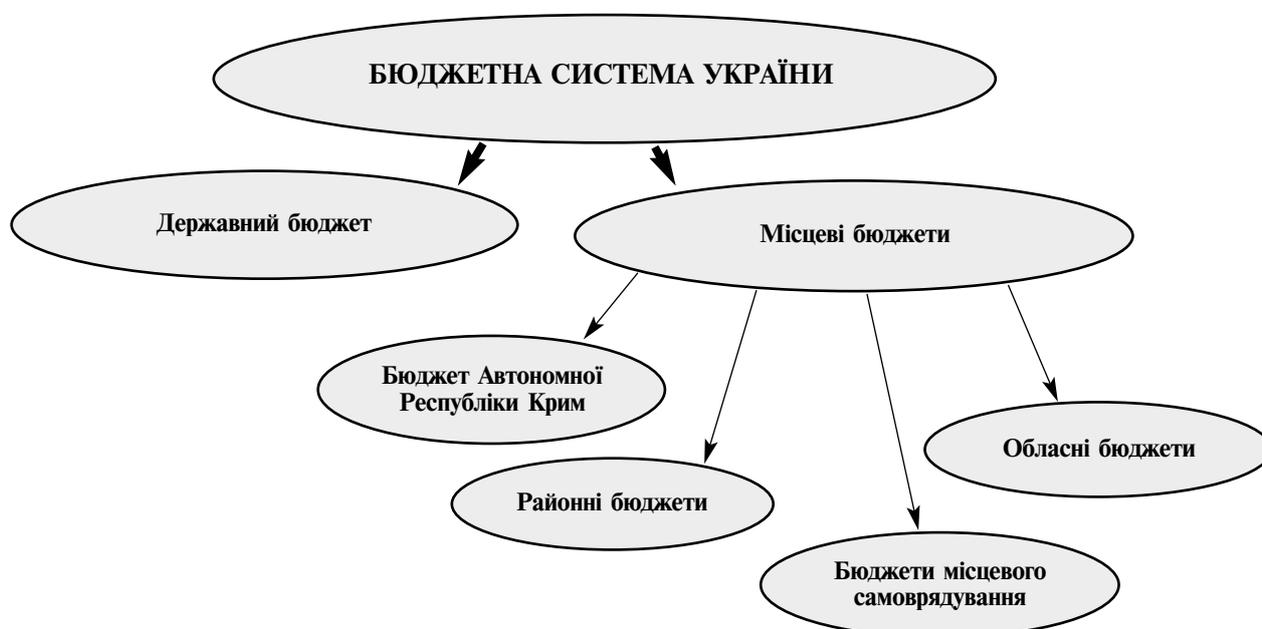 БЮДЖЕТНА СИСТЕМА УКРАЇНИ
Державний бюджет
Місцеві бюджети
Бюджет Автономної
Республіки Крим
Обласні бюджети
Районні бюджети
Бюджети місцевого
самоврядування